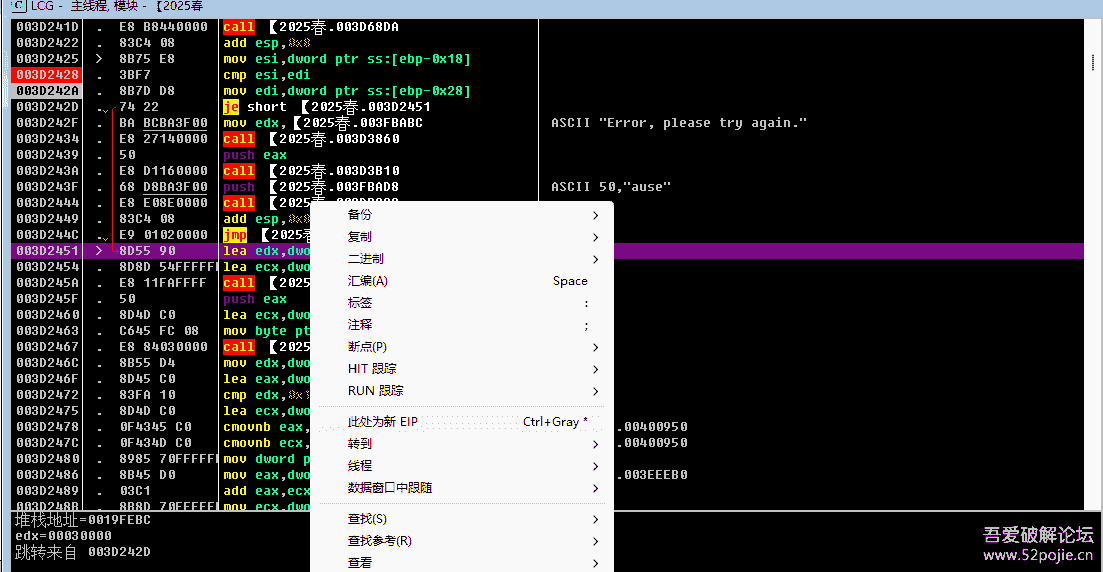 C LCG - 主线程, 模块 - 【2025春
003D241D . E8 B8440000 call 【2025春.003D68DA
003D2422 . 83C4 08 add esp,0x8
003D2425 > 8B75 E8 mov esi,dword ptr ss:[ebp-0x18]
003D2428 . 3BF7 cmp esi,edi
003D242A . 8B7D D8 mov edi,dword ptr ss:[ebp-0x28]
003D242D . 74 22 je short 【2025春.003D2451
003D242F . BA BCBA3F00 mov edx,【2025春.003FBABC ASCII "Error, please try again."
003D2434 . E8 27140000 call 【2025春.003D3860
003D2439 . 50 push eax
003D243A . E8 D1160000 call 【2025春.003D3B10
003D243F . 68 D8BA3F00 push 【2025春.003FBAD8 ASCII 50,"ause"
003D2444 . E8 E08E0000 call
003D2449 . 83C4 08 add esp,0x8
003D244C . E9 01020000 jmp 【2025
003D2451 > 8D55 90 lea edx,dwo
003D2454 . 8D8D 54FFFFF lea ecx,dwo
003D245A . E8 11FAFFFF call 【2025
003D245F . 50 push eax
003D2460 . 8D4D C0 lea ecx,dwo
003D2463 . C645 FC 08 mov byte pt
003D2467 . E8 84030000 call 【2025
003D246C . 8B55 D4 mov edx,dwo
003D246F . 8D45 C0 lea eax,dwo
003D2472 . 83FA 10 cmp edx,0x
003D2475 . 8D4D C0 lea ecx,dwo
003D2478 . 0F4345 C0 cmovnb eax, .00400950
003D247C . 0F434D C0 cmovnb ecx, .00400950
003D2480 . 8985 70FFFFF mov dword p
003D2486 . 8B45 D0 mov eax,dwo .003EEEB0
003D2489 . 03C1 add eax,ecx
003D248B . 8B8D 70FFFFF mov ecx,dwo
备份
复制
二进制
汇编(A) Space
标签 :
注释 ;
断点(P)
HIT 跟踪
RUN 跟踪
此处为新 EIP Ctrl+Gray *
转到
线程
数据窗口中跟随
查找(S)
查找参考(R)
查看
堆栈地址=0019FEBC
edx=00030000
跳转来自 003D242D
吾爱破解论坛
www.52pojie.cn